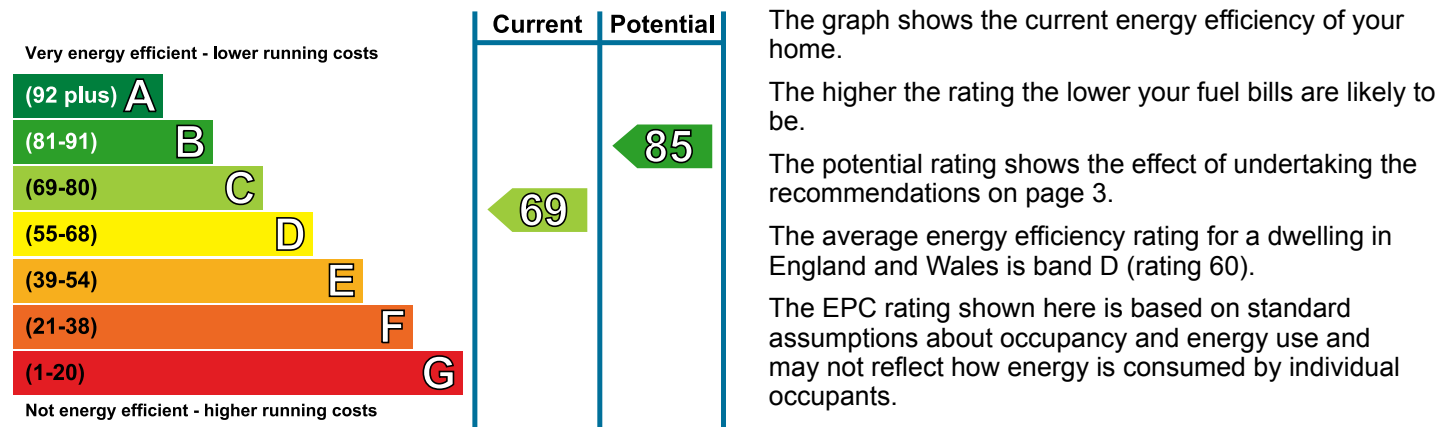 Current Potential
Very energy efficient - lower running costs
(92 plus) A
(81-91) B
85
(69-80) C
69
(55-68) D
(39-54) E
(21-38) F
(1-20) G
Not energy efficient - higher running costs
The graph shows the current energy efficiency of your
home.
The higher the rating the lower your fuel bills are likely to
be.
The potential rating shows the effect of undertaking the
recommendations on page 3.
The average energy efficiency rating for a dwelling in
England and Wales is band D (rating 60).
The EPC rating shown here is based on standard
assumptions about occupancy and energy use and
may not reflect how energy is consumed by individual
occupants.